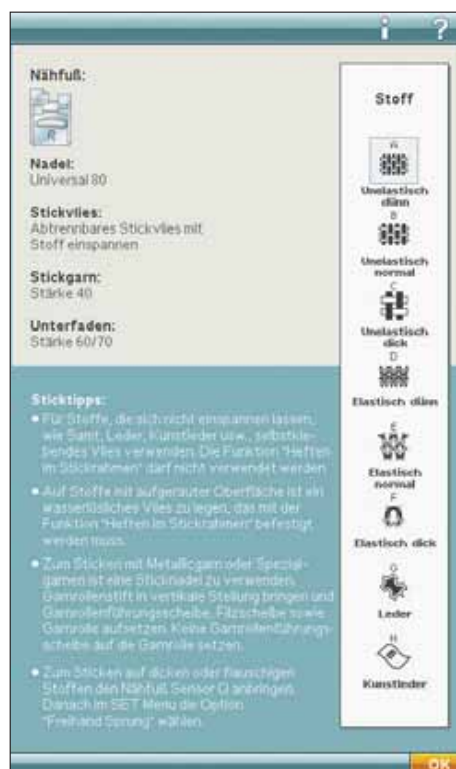 i ?
Nähfuß:
R
Nadel:
Universal 80
Stickvlies:
Abtrennbares Stickvlies mit
Stoff einspannen
Stickgarn:
Stärke 40
Unterfaden:
Stärke 60/70
Sticktipps:
• Für Stoffe, die sich nicht einspannen lassen,
wie Samt, Leder, Kunstleder usw., selbstkle-
bendes Vlies verwenden. Die Funktion "Heften
im Stickrahmen" darf nicht verwendet werden
• Auf Stoffe mit aufgerauter Oberfläche ist ein
wasserlösliches Vlies zu legen, das mit der
Funktion "Heften im Stickrahmen" befestigt
werden muss.
• Zum Sticken mit Metallicgarn oder Spezial-
garnen ist eine Sticknadel zu verwenden.
Garnrollenstift in vertikale Stellung bringen und
Garnrollenführungsscheibe, Filzscheibe sowie
Garnrolle aufsetzen. Keine Garnrollenführungs-
scheibe auf die Garnrolle setzen.
• Zum Sticken auf dicken oder flauschigen
Stoffen den Nähfuß Sensor Q anbringen.
Danach im SET Menü die Option
"Freihand Sprung" wählen.
Stoff
A
Unelastisch
dünn
B
Unelastisch
normal
C
Unelastisch
dick
D
Elastisch dünn
E
Elastisch
normal
F
Elastisch dick
G
Leder
H
Kunstleder
OK